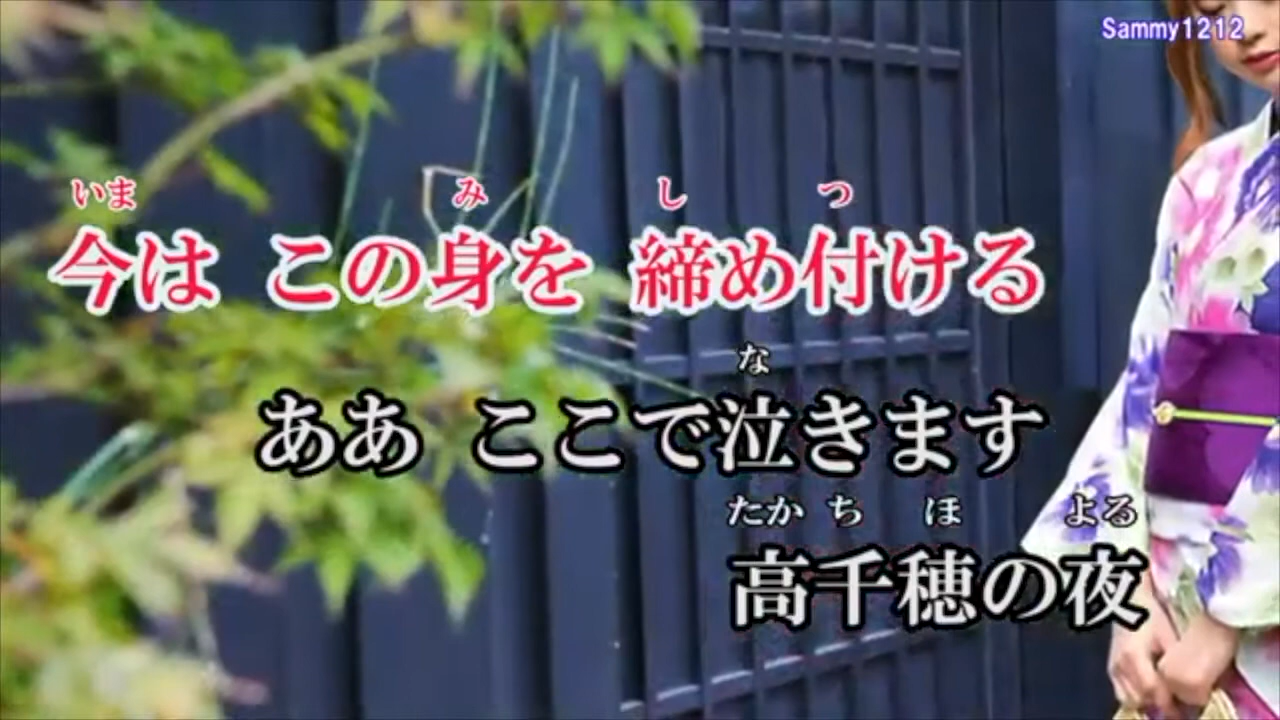 Sammy1212
いま み し つ
今は この身を 締め付ける
な
ああ ここで泣きます
たか ち ほ よる
高千穂の夜